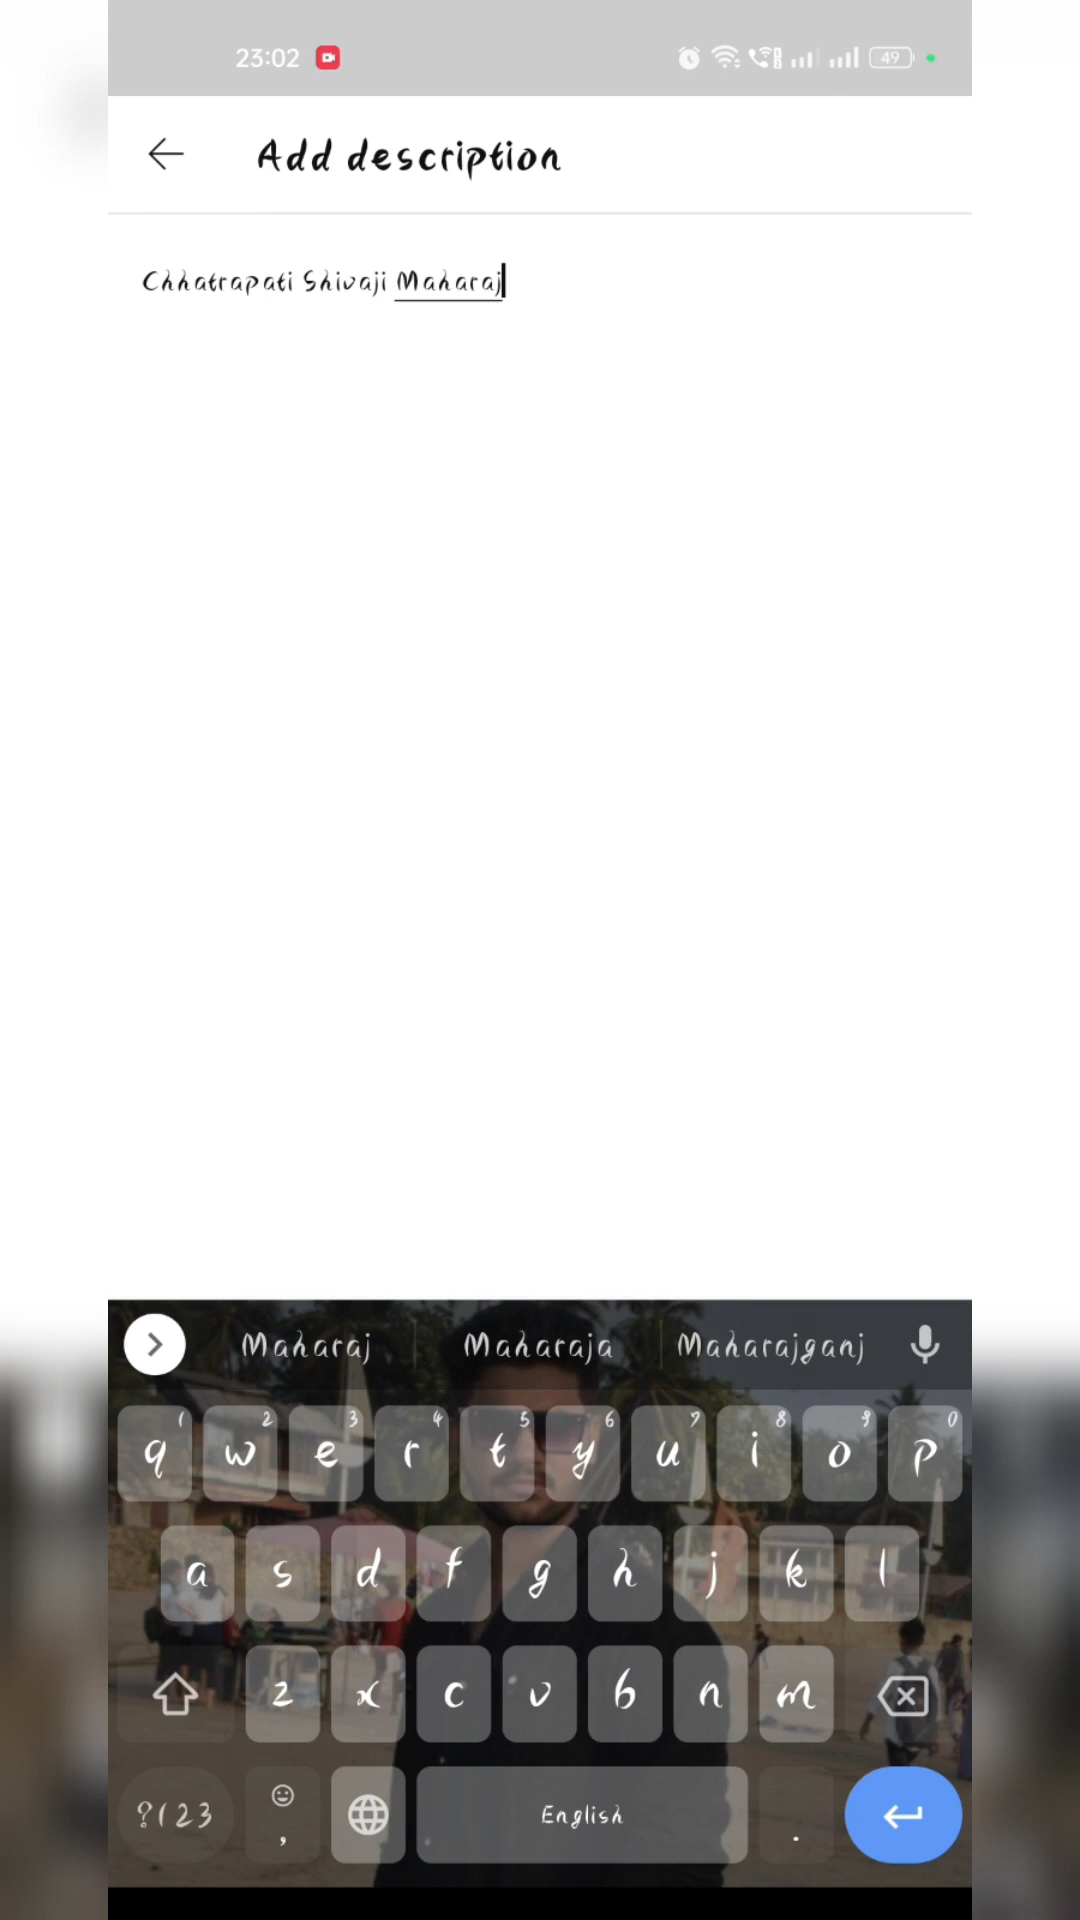 23:02 49
Add description
Chhatrapati Shivaji Maharaj
Maharaj Maharaja Maharajganj
1 2 3 4 5 6 7 8 9 0
q w e r t y u i o p
a s d f g h j k l
z x c v b n m
?123 , English .